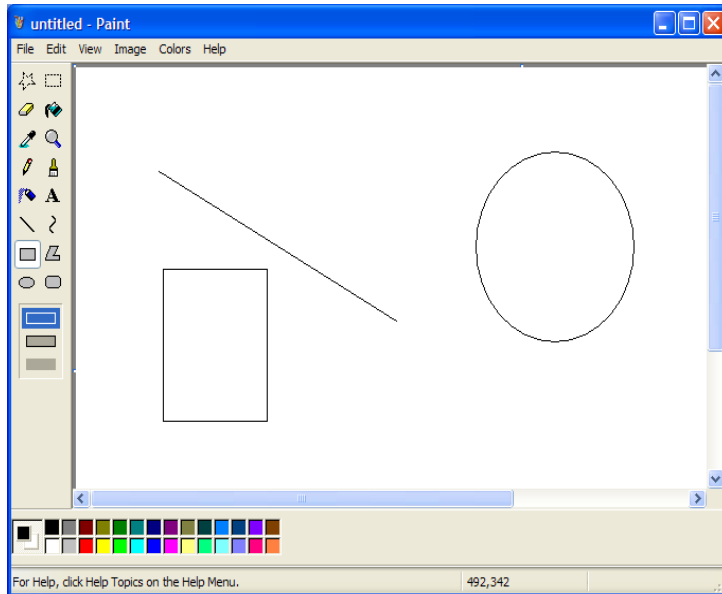 untitled - Paint
File Edit View Image Colors Help
A
For Help, click Help Topics on the Help Menu. 492,342